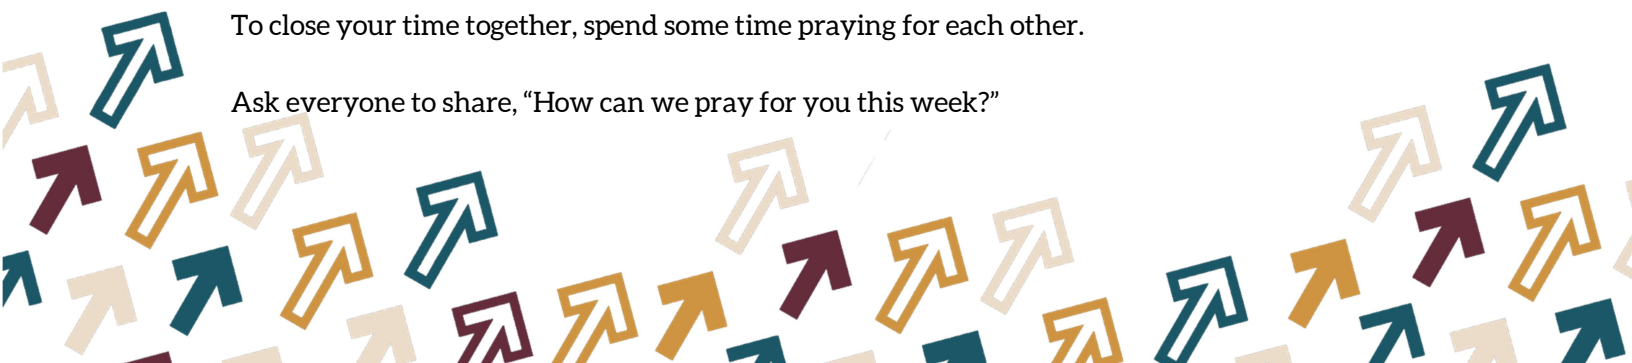 To close your time together, spend some time praying for each other.
Ask everyone to share, “How can we pray for you this week?”